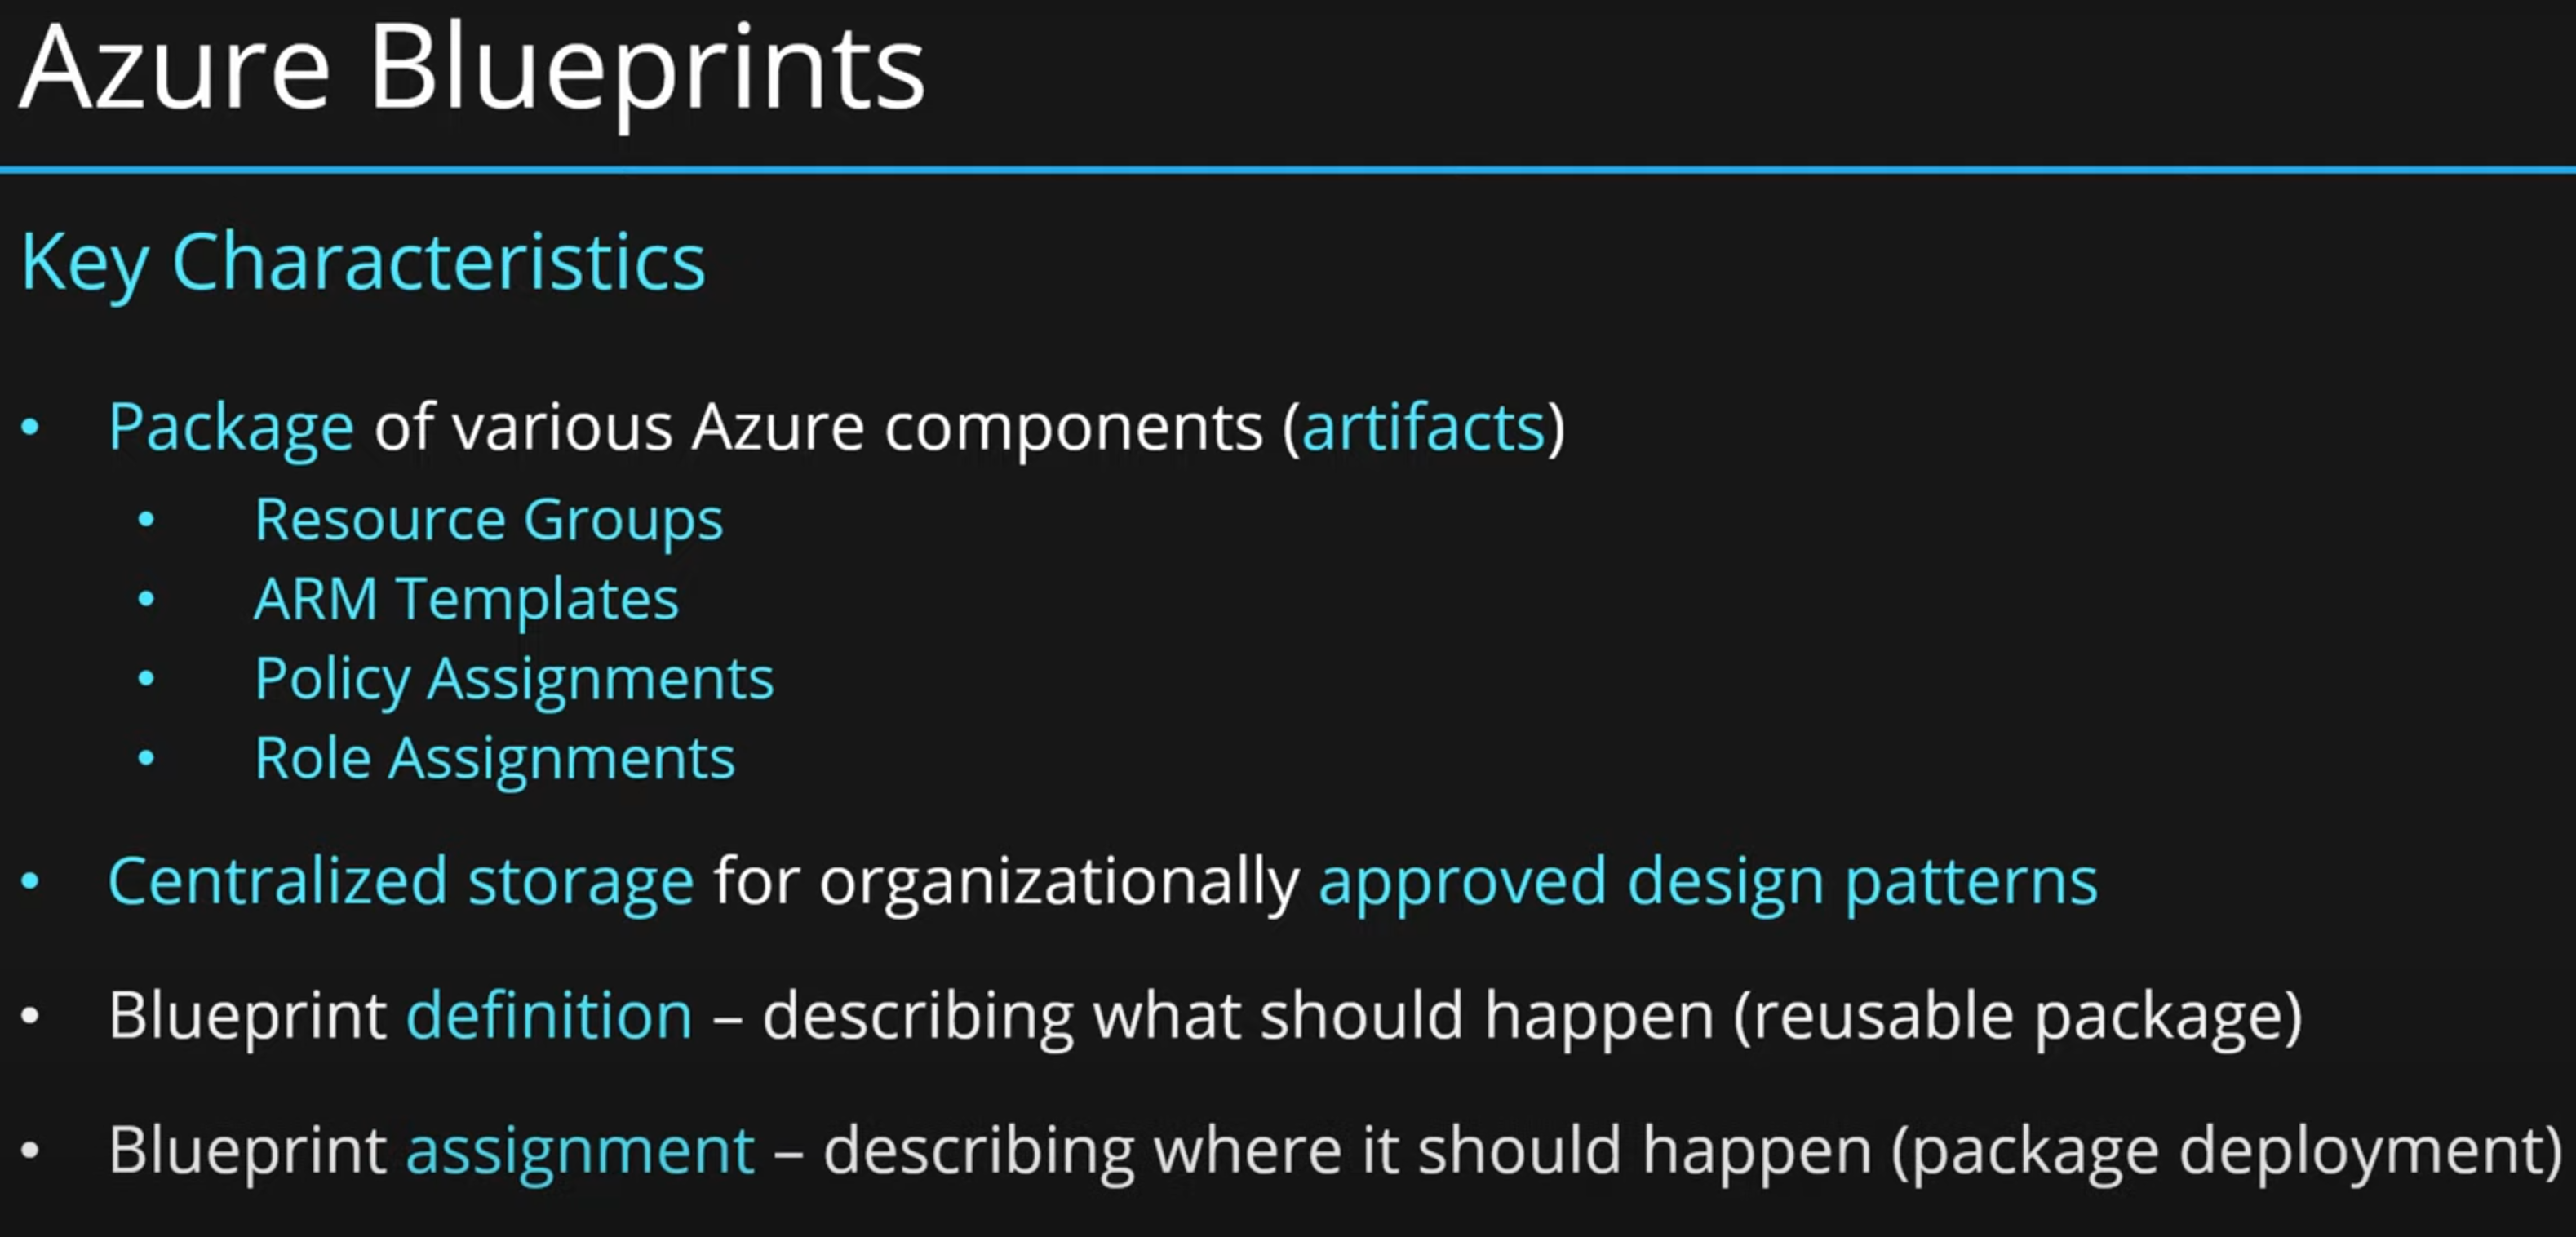 Azure Blueprints
Key Characteristics
• Package of various Azure components (artifacts)
• Resource Groups
• ARM Templates
• Policy Assignments
• Role Assignments
• Centralized storage for organizationally approved design patterns
• Blueprint definition – describing what should happen (reusable package)
• Blueprint assignment – describing where it should happen (package deployment)